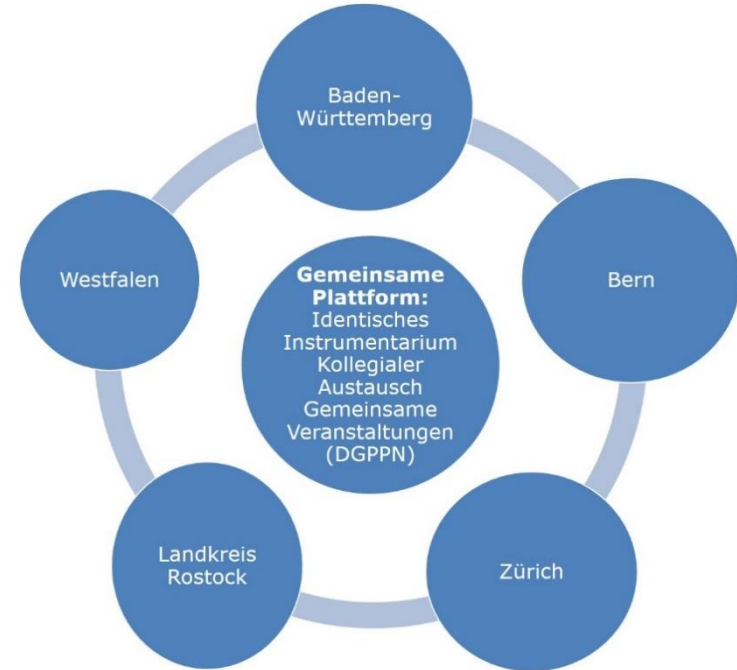 Baden-
Württemberg
Westfalen
Bern
Gemeinsame
Plattform:
Identisches
Instrumentarium
Kollegialer
Austausch
Gemeinsame
Veranstaltungen
(DGPPN)
Landkreis
Rostock
Zürich